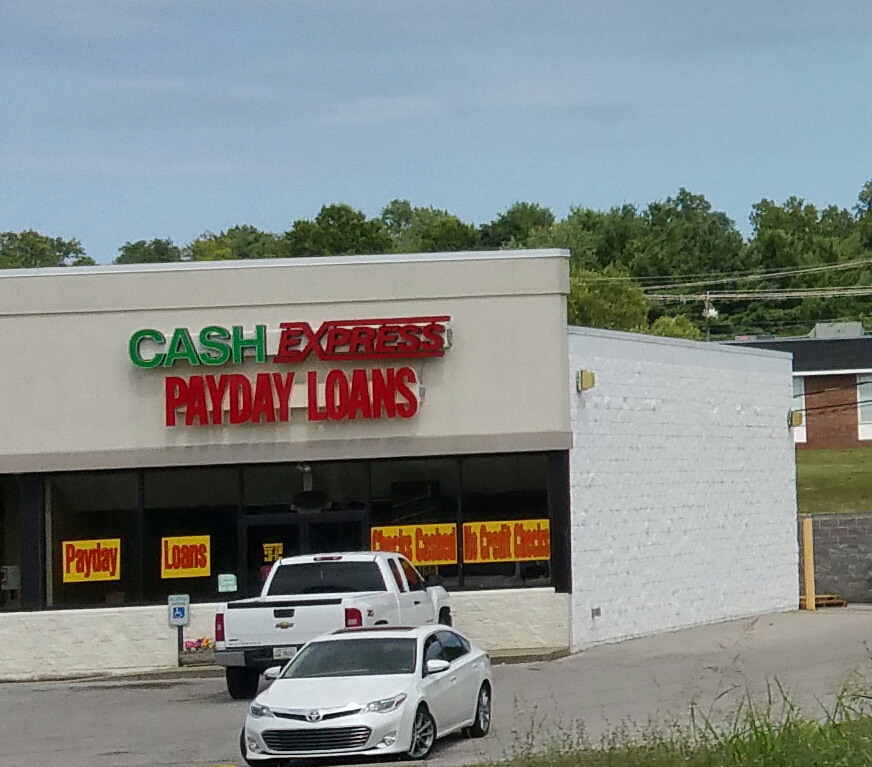 CASH EXPRESS
PAYDAY LOANS
Payday
Loans
Checks Cashed
No Credit Checks